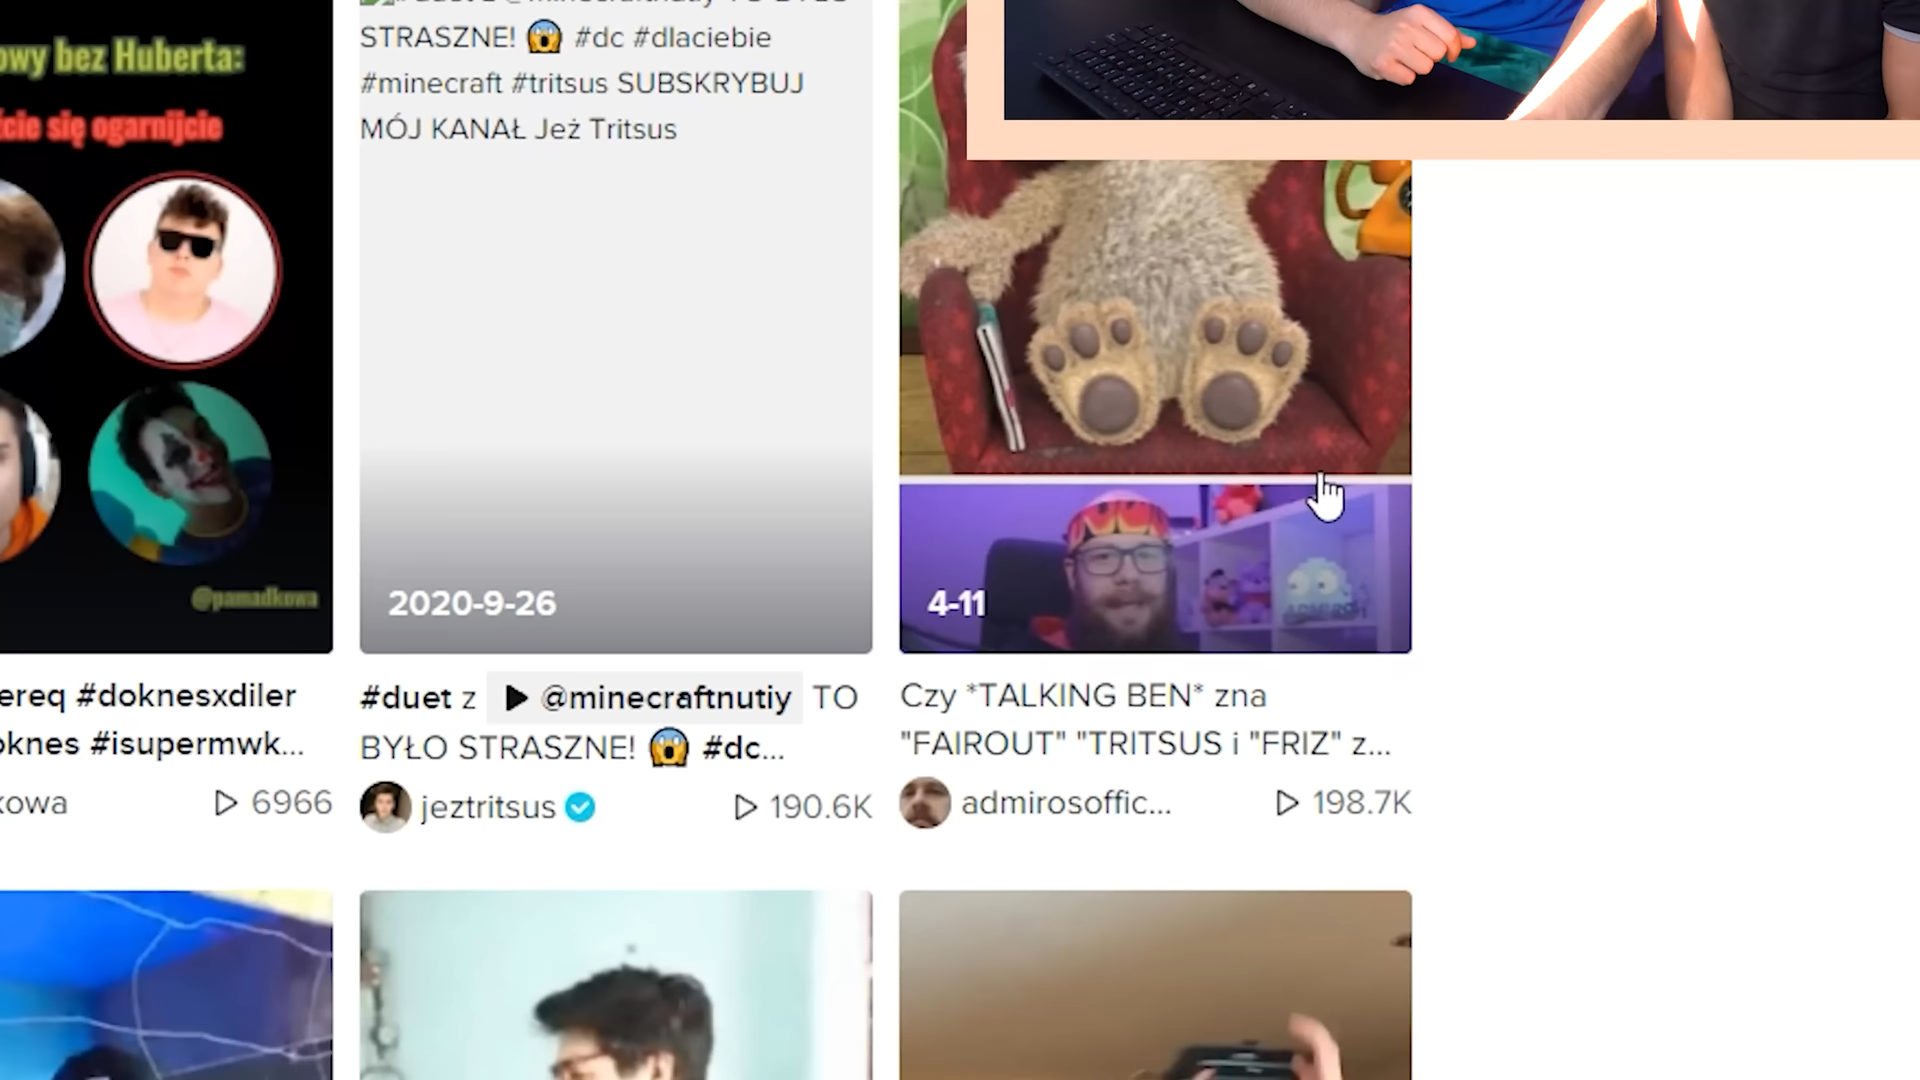 owy bez Huberta:
cie się ogarnijcie
@pamadkowa
ereq #doknesxdiler
oknes #isupermwk...
kowa
6966
STRASZNE! 😱 #dc #dlaciebie
#minecraft #tritsus SUBSKRYBUJ
MÓJ KANAŁ Jeż Tritsus
2020-9-26
#duet z ▶ @minecraftnutiy TO
BYŁO STRASZNE! 😱 #dc...
jeztritsus
190.6K
4-11
Czy *TALKING BEN* zna
"FAIROUT" "TRITSUS i "FRIZ" z...
admirosoffic...
198.7K